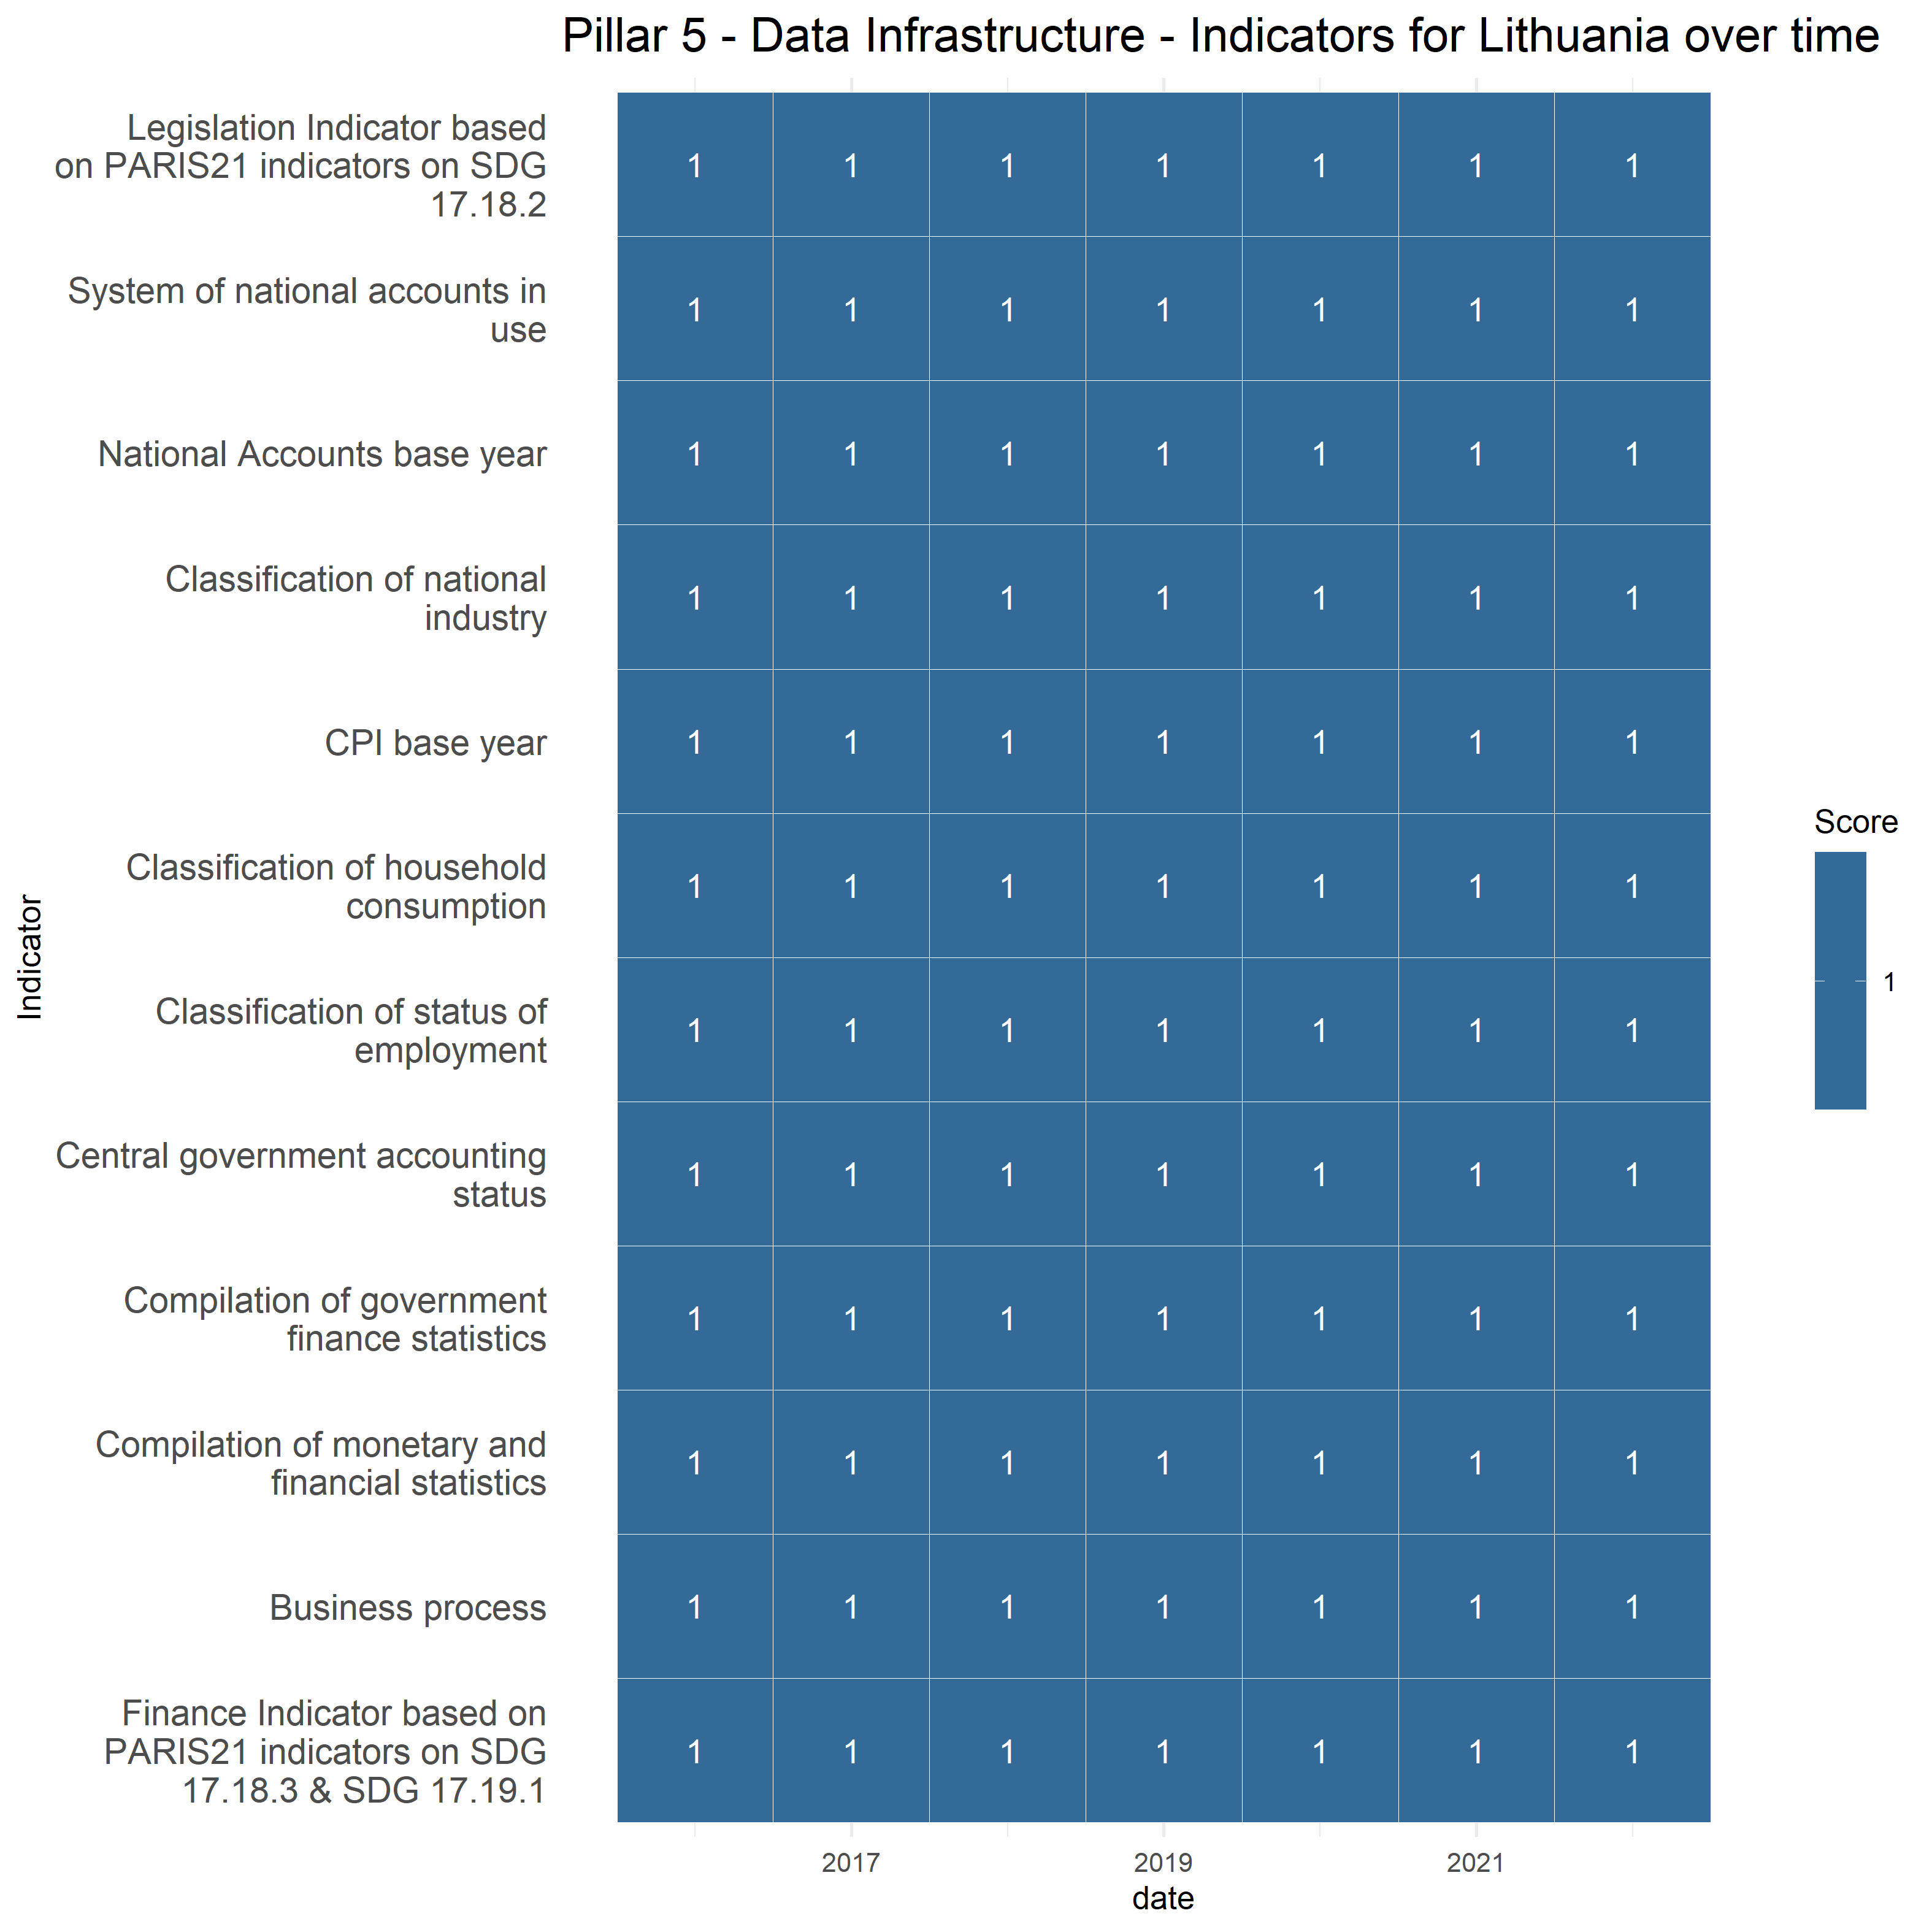 Pillar 5 - Data Infrastructure - Indicators for Lithuania over time
Indicator
Legislation Indicator based
on PARIS21 indicators on SDG
17.18.2
1 1 1 1 1 1 1
System of national accounts in
use
1 1 1 1 1 1 1
National Accounts base year
1 1 1 1 1 1 1
Classification of national
industry
1 1 1 1 1 1 1
CPI base year
1 1 1 1 1 1 1
Classification of household
consumption
1 1 1 1 1 1 1
Classification of status of
employment
1 1 1 1 1 1 1
Central government accounting
status
1 1 1 1 1 1 1
Compilation of government
finance statistics
1 1 1 1 1 1 1
Compilation of monetary and
financial statistics
1 1 1 1 1 1 1
Business process
1 1 1 1 1 1 1
Finance Indicator based on
PARIS21 indicators on SDG
17.18.3 & SDG 17.19.1
1 1 1 1 1 1 1
2017 2019 2021
date
Score
1